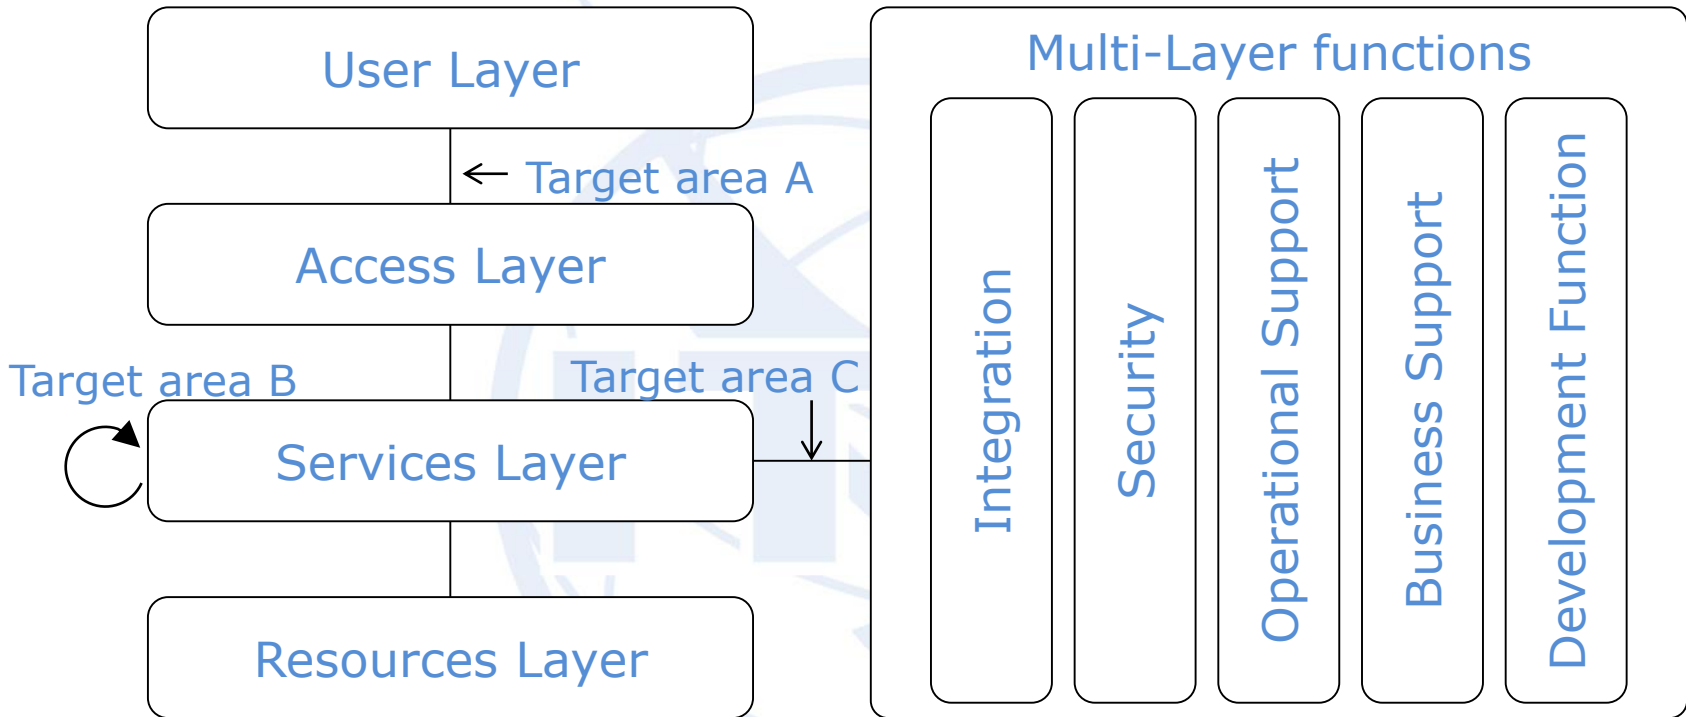 User Layer
Target area A
Access Layer
Target area B
Target area C
Services Layer
Resources Layer
Multi-Layer functions
Integration
Security
Operational Support
Business Support
Development Function